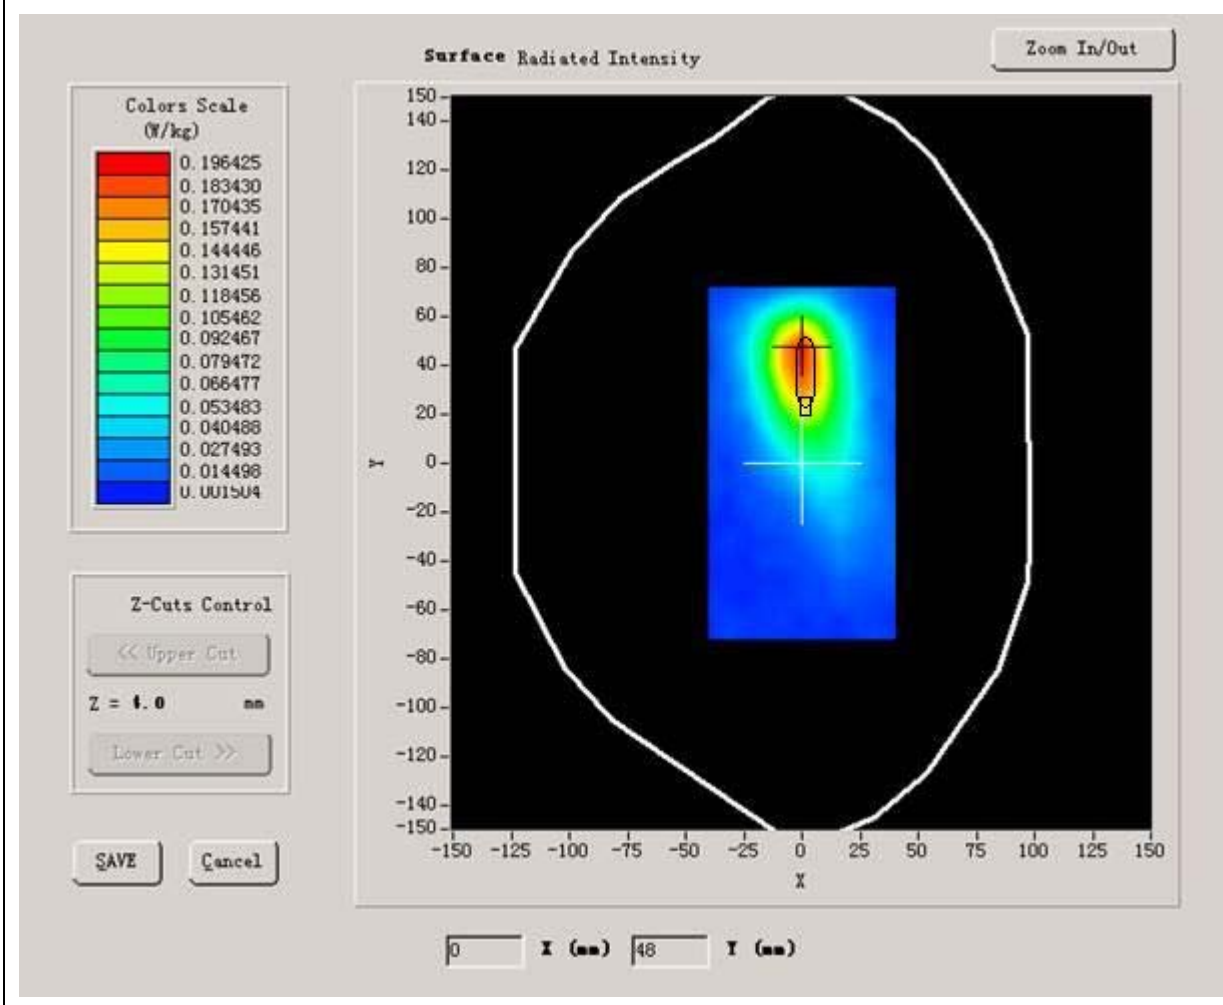 Surface Radiated Intensity
Zoom In/Out
Colors Scale
(W/kg)
0.196425
0.183430
0.170435
0.157441
0.144446
0.131451
0.118456
0.105462
0.092467
0.079472
0.066477
0.053483
0.040488
0.027493
0.014498
0.001504
Z-Cuts Control
<< Upper Cut
Z = 4.0 mm
Lower Cut >>
SAVE
Cancel
150
140
120
100
80
60
40
20
0
-20
-40
-60
-80
-100
-120
-140
-150
Y
-150 -125 -100 -75 -50 -25 0 25 50 75 100 125 150
X
0 X (mm) 48 Y (mm)